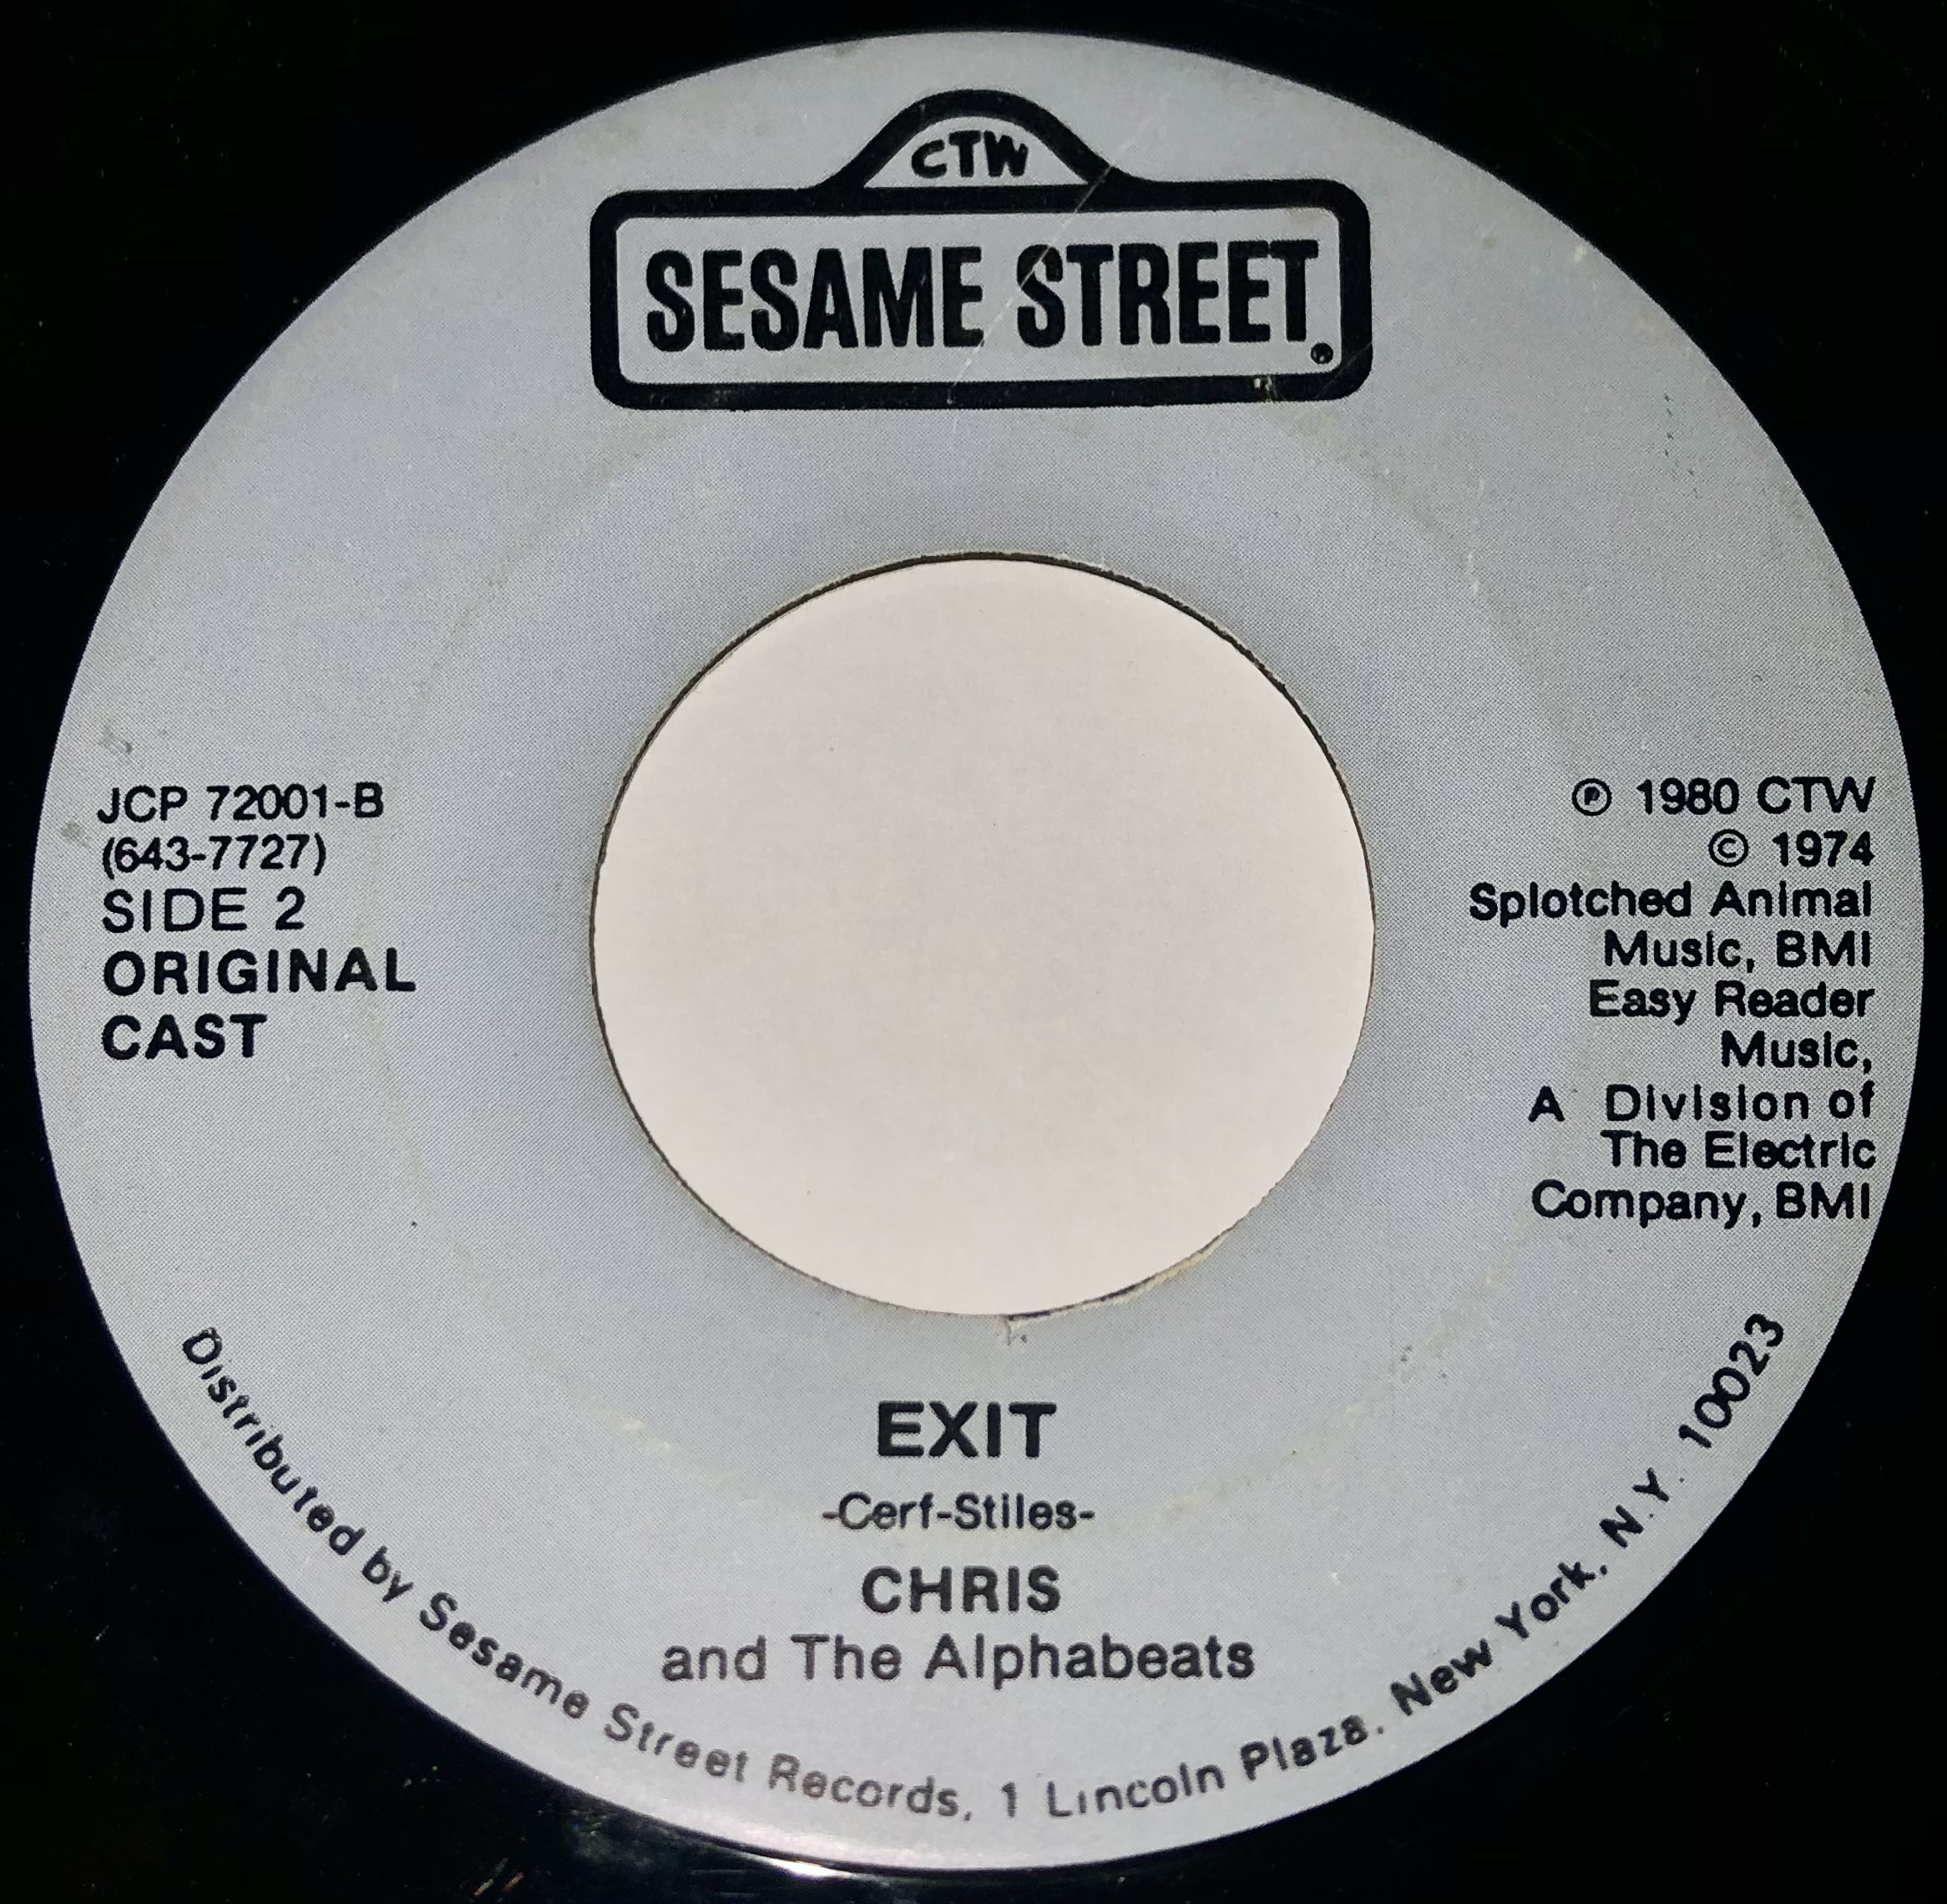 CTW
SESAME STREET®
JCP 72001-B
(643-7727)
SIDE 2
ORIGINAL
CAST
℗ 1980 CTW
© 1974
Splotched Animal
Music, BMI
Easy Reader
Music,
A Division of
The Electric
Company, BMI
EXIT
-Cerf-Stiles-
CHRIS
and The Alphabeats
Distributed by Sesame Street Records, 1 Lincoln Plaza, New York, N.Y. 10023